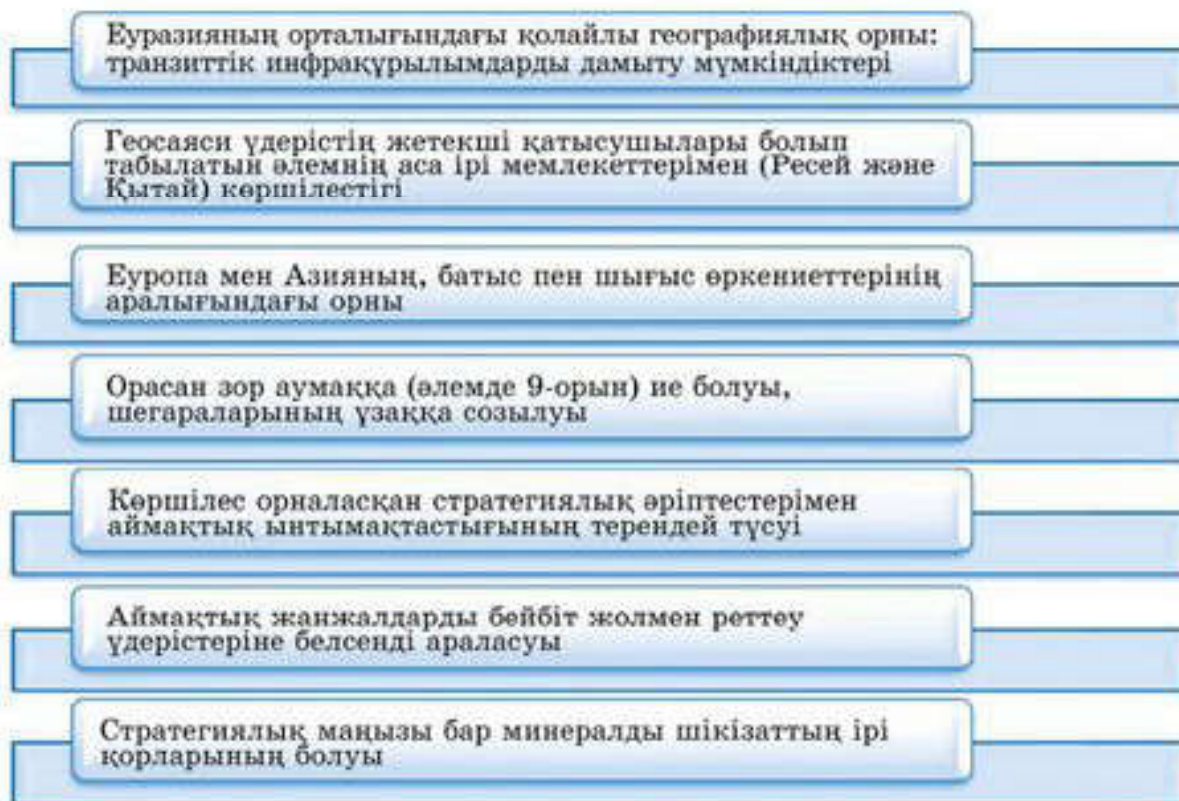 Еуразияның орталығындағы қолайлы географиялық орны:
транзиттік инфрақұрылымдарды дамыту мүмкіндіктері
Геосаяси үдерістің жетекші қатысушылары болып
табылатын әлемнің аса ірі мемлекеттерімен (Ресей және
Қытай) көршілестігі
Еуропа мен Азияның, батыс пен шығыс өркениеттерінің
аралығындағы орны
Орасан зор аумаққа (әлемде 9-орын) ие болуы,
шегараларының ұзаққа созылуы
Көршілес орналасқан стратегиялық әріптестерімен
аймақтық ынтымақтастығының терендей түсуі
Аймақтық жанжалдарды бейбіт жолмен реттеу
үдерістеріне белсенді араласуы
Стратегиялық маңызы бар минералды шикізаттың ірі
қорларының болуы